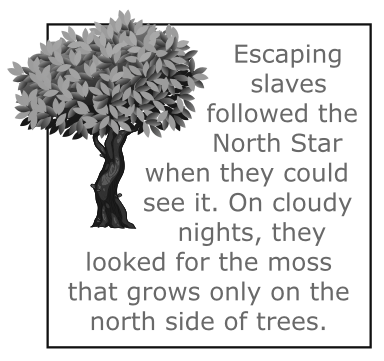 Escaping
slaves
followed the
North Star
when they could
see it. On cloudy
nights, they
looked for the moss
that grows only on the
north side of trees.